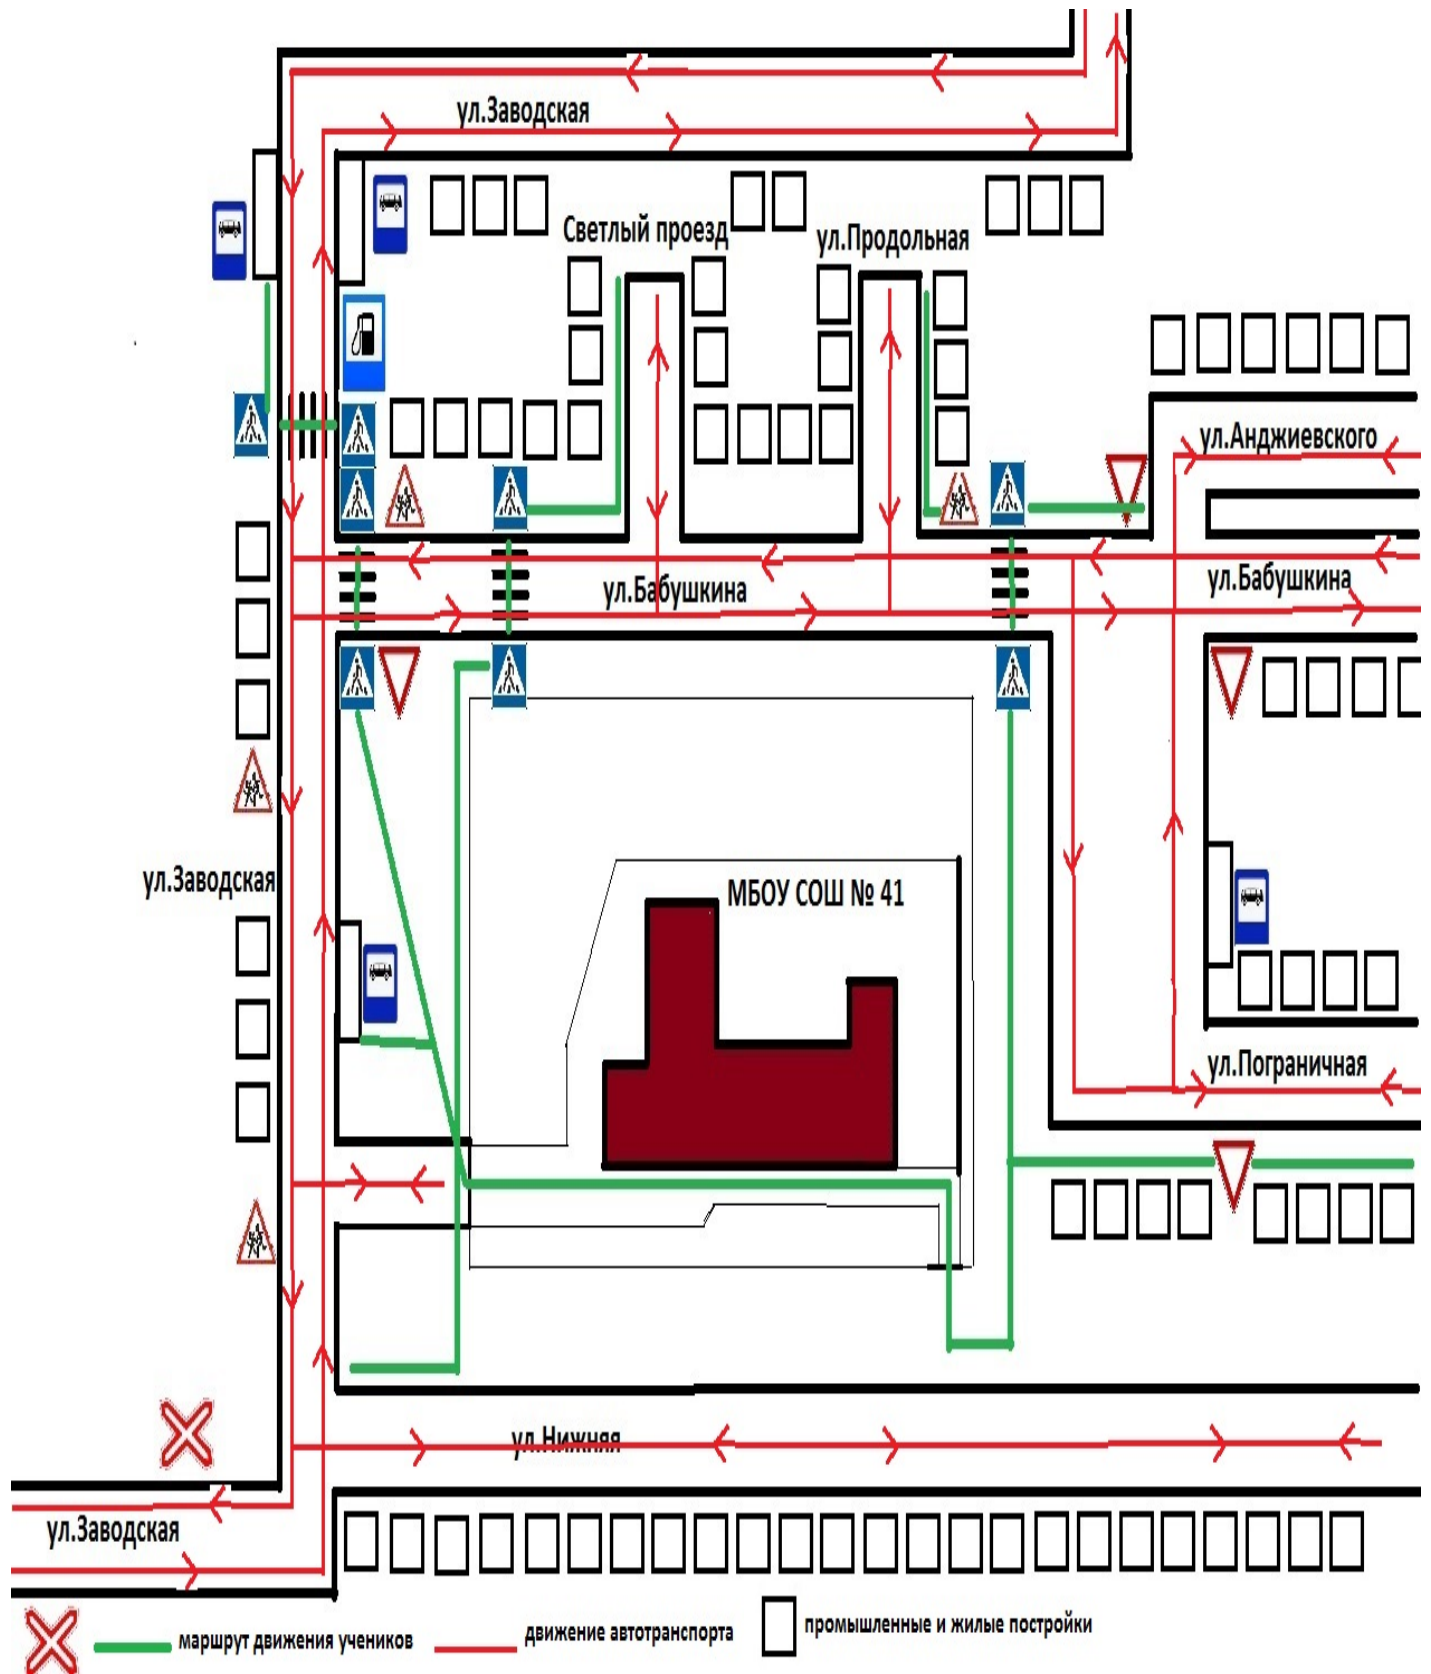 ул.Заводская
Светлый проезд
ул.Продольная
ул.Анджиевского
ул.Бабушкина
ул.Бабушкина
ул.Заводская
МБОУ СОШ № 41
ул.Пограничная
ул.Нижняя
ул.Заводская
маршрут движения учеников
движение автотранспорта
промышленные и жилые постройки